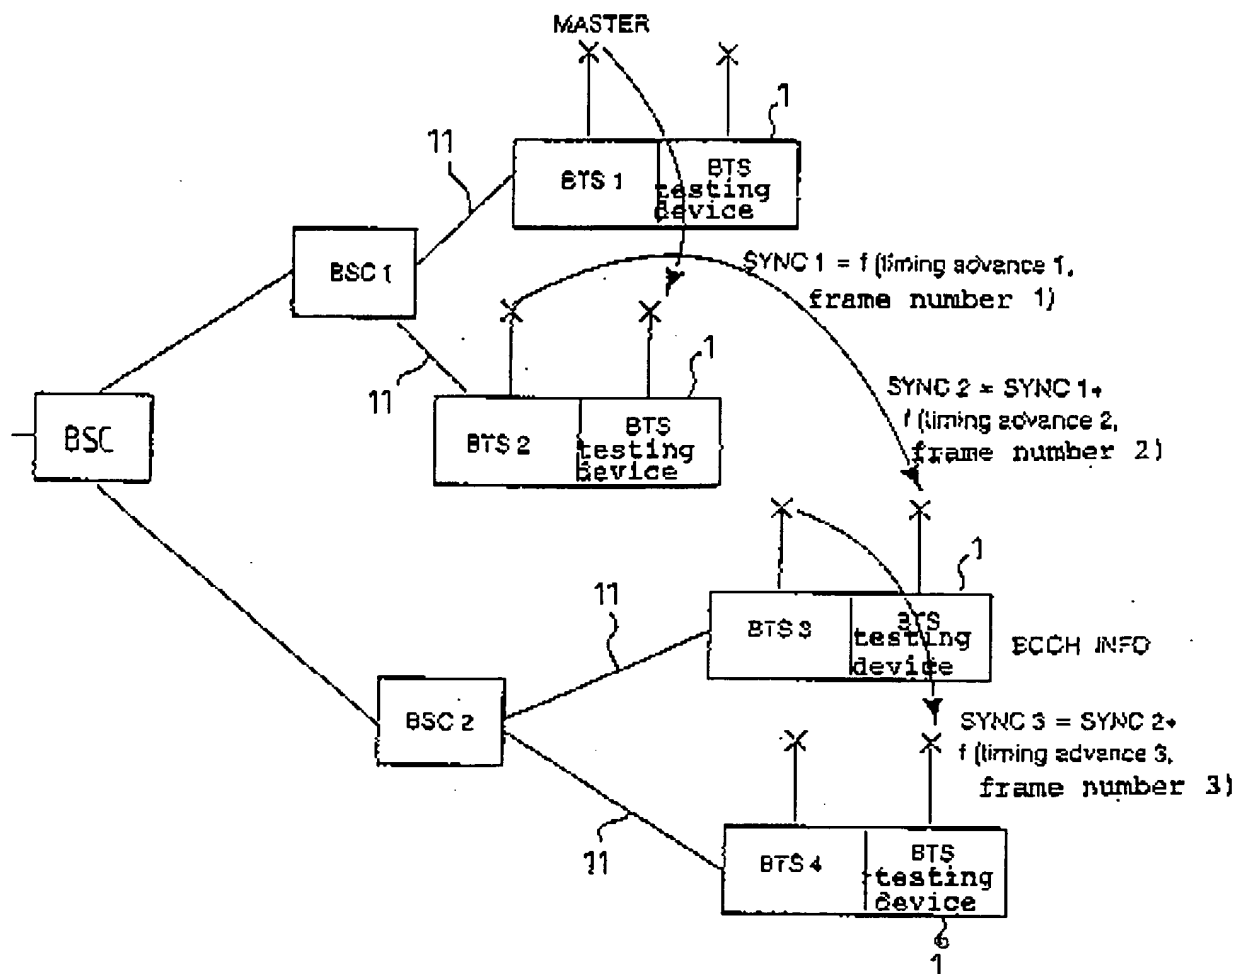 MASTER
1
11
BTS 1
BTS
testing
device
BSC 1
SYNC 1 = f (timing advance 1,
frame number 1)
11
1
SYNC 2 = SYNC 1+
f (timing advance 2,
frame number 2)
BSC
BTS 2
BTS
testing
device
1
11
BTS 3
BTS
testing
device
BCCH INFO
BSC 2
SYNC 3 = SYNC 2+
f (timing advance 3,
frame number 3)
11
BTS 4
BTS
testing
device
1